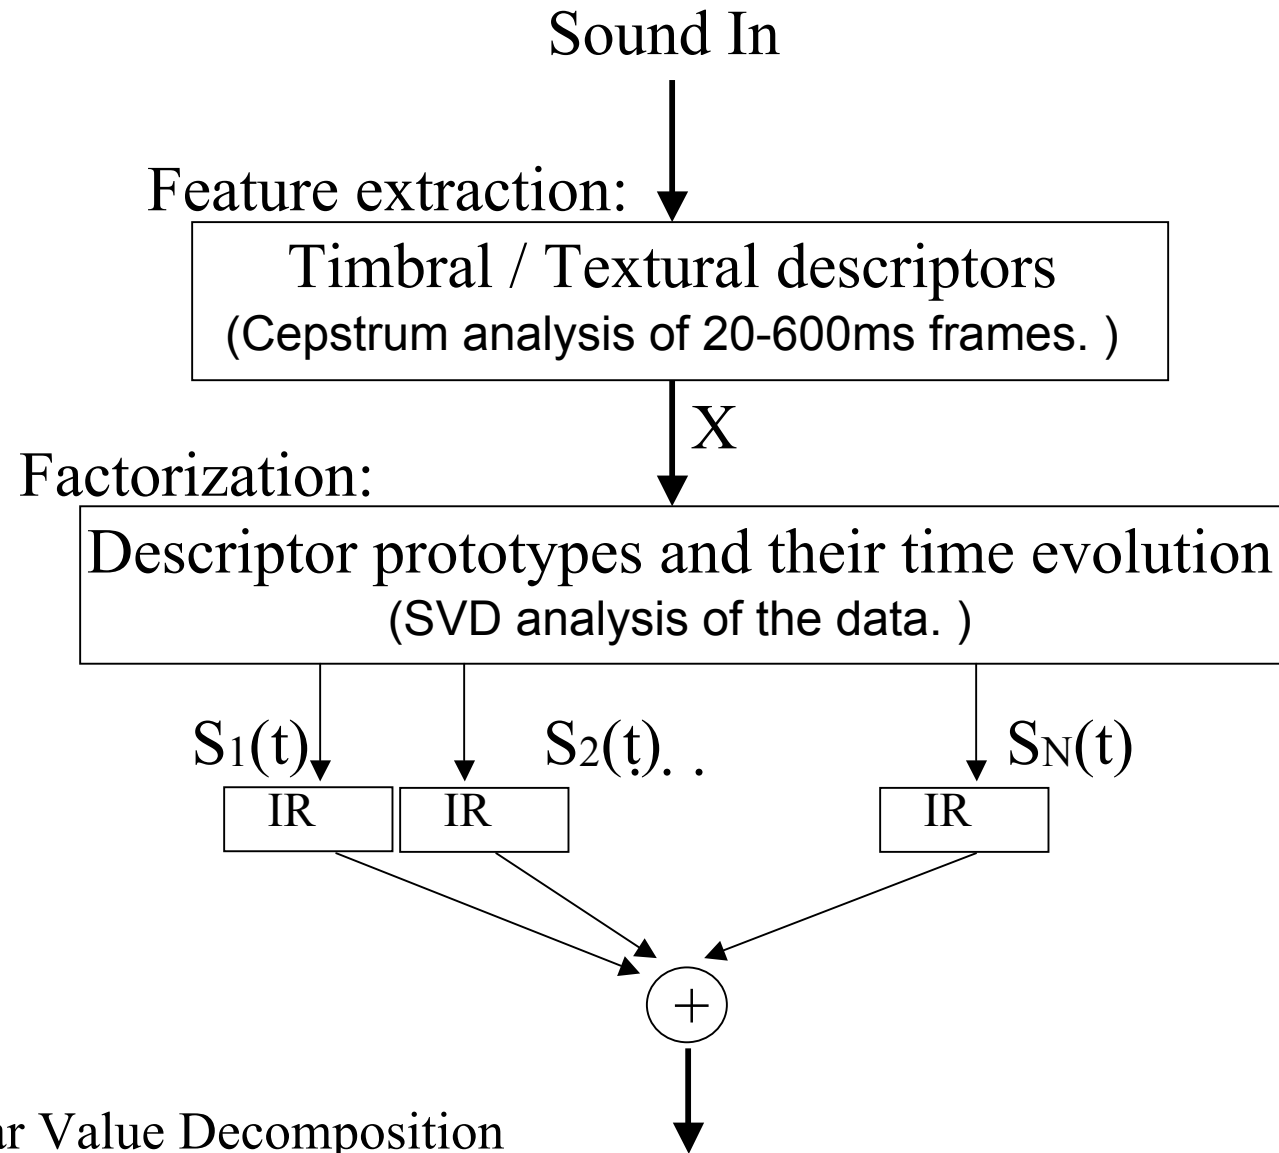 Sound In
Feature extraction:
Timbral / Textural descriptors
(Cepstrum analysis of 20-600ms frames. )
X
Factorization:
Descriptor prototypes and their time evolution
(SVD analysis of the data. )
S1(t) S2(t). . . SN(t)
IR IR IR
+
Value Decomposition